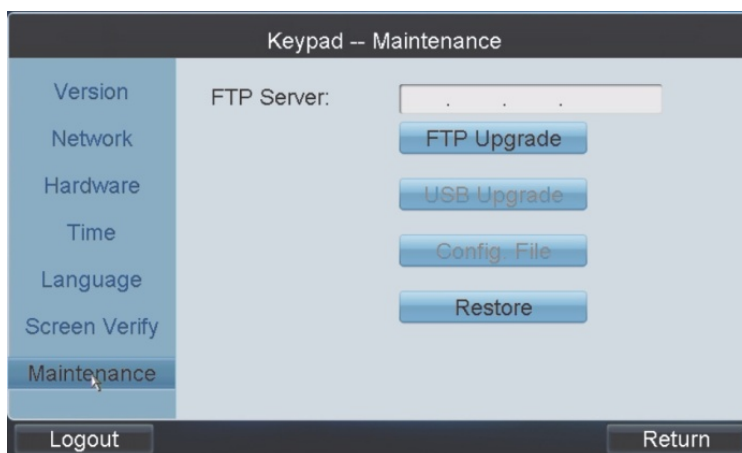 Keypad -- Maintenance
Version
Network
Hardware
Time
Language
Screen Verify
Maintenance
FTP Server:
. . .
FTP Upgrade
USB Upgrade
Config. File
Restore
Logout
Return